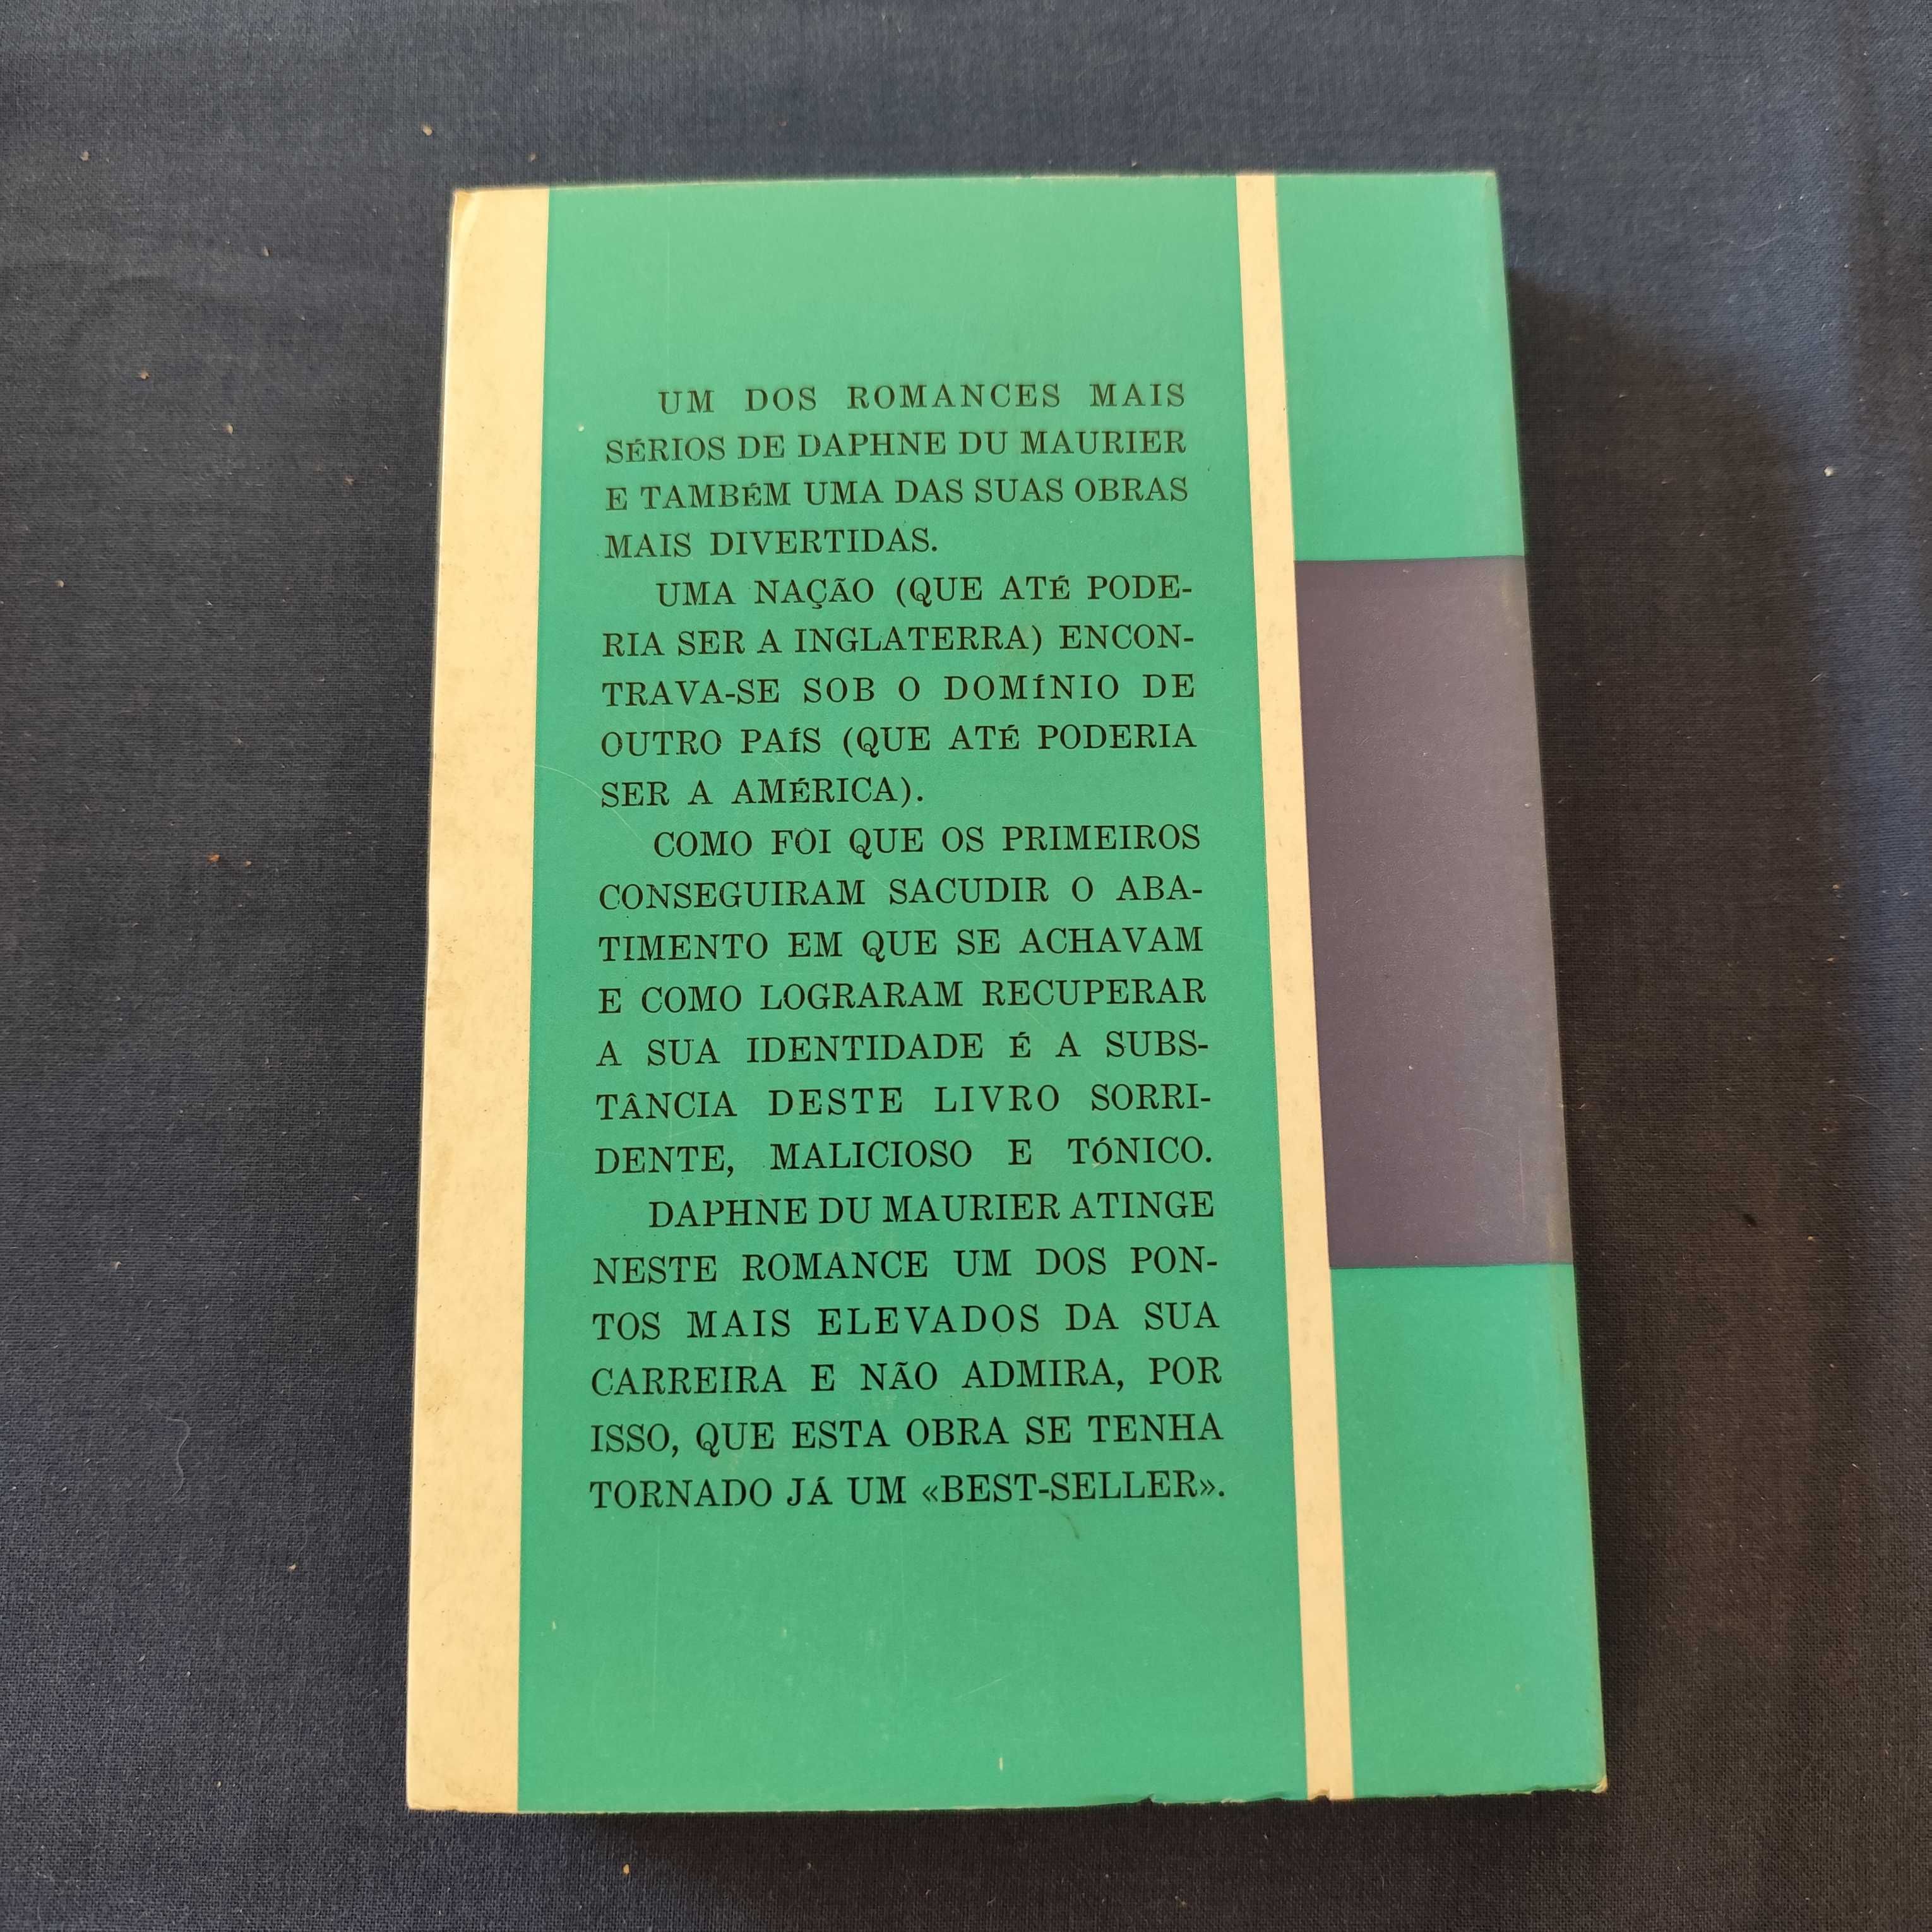 UM DOS ROMANCES MAIS
SÉRIOS DE DAPHNE DU MAURIER
E TAMBÉM UMA DAS SUAS OBRAS
MAIS DIVERTIDAS.
UMA NAÇÃO (QUE ATÉ PODE-
RIA SER A INGLATERRA) ENCON-
TRAVA-SE SOB O DOMÍNIO DE
OUTRO PAÍS (QUE ATÉ PODERIA
SER A AMÉRICA).
COMO FOI QUE OS PRIMEIROS
CONSEGUIRAM SACUDIR O ABA-
TIMENTO EM QUE SE ACHAVAM
E COMO LOGRARAM RECUPERAR
A SUA IDENTIDADE É A SUBS-
TÂNCIA DESTE LIVRO SORRI-
DENTE, MALICIOSO E TÓNICO.
DAPHNE DU MAURIER ATINGE
NESTE ROMANCE UM DOS PON-
TOS MAIS ELEVADOS DA SUA
CARREIRA E NÃO ADMIRA, POR
ISSO, QUE ESTA OBRA SE TENHA
TORNADO JÁ UM «BEST-SELLER».